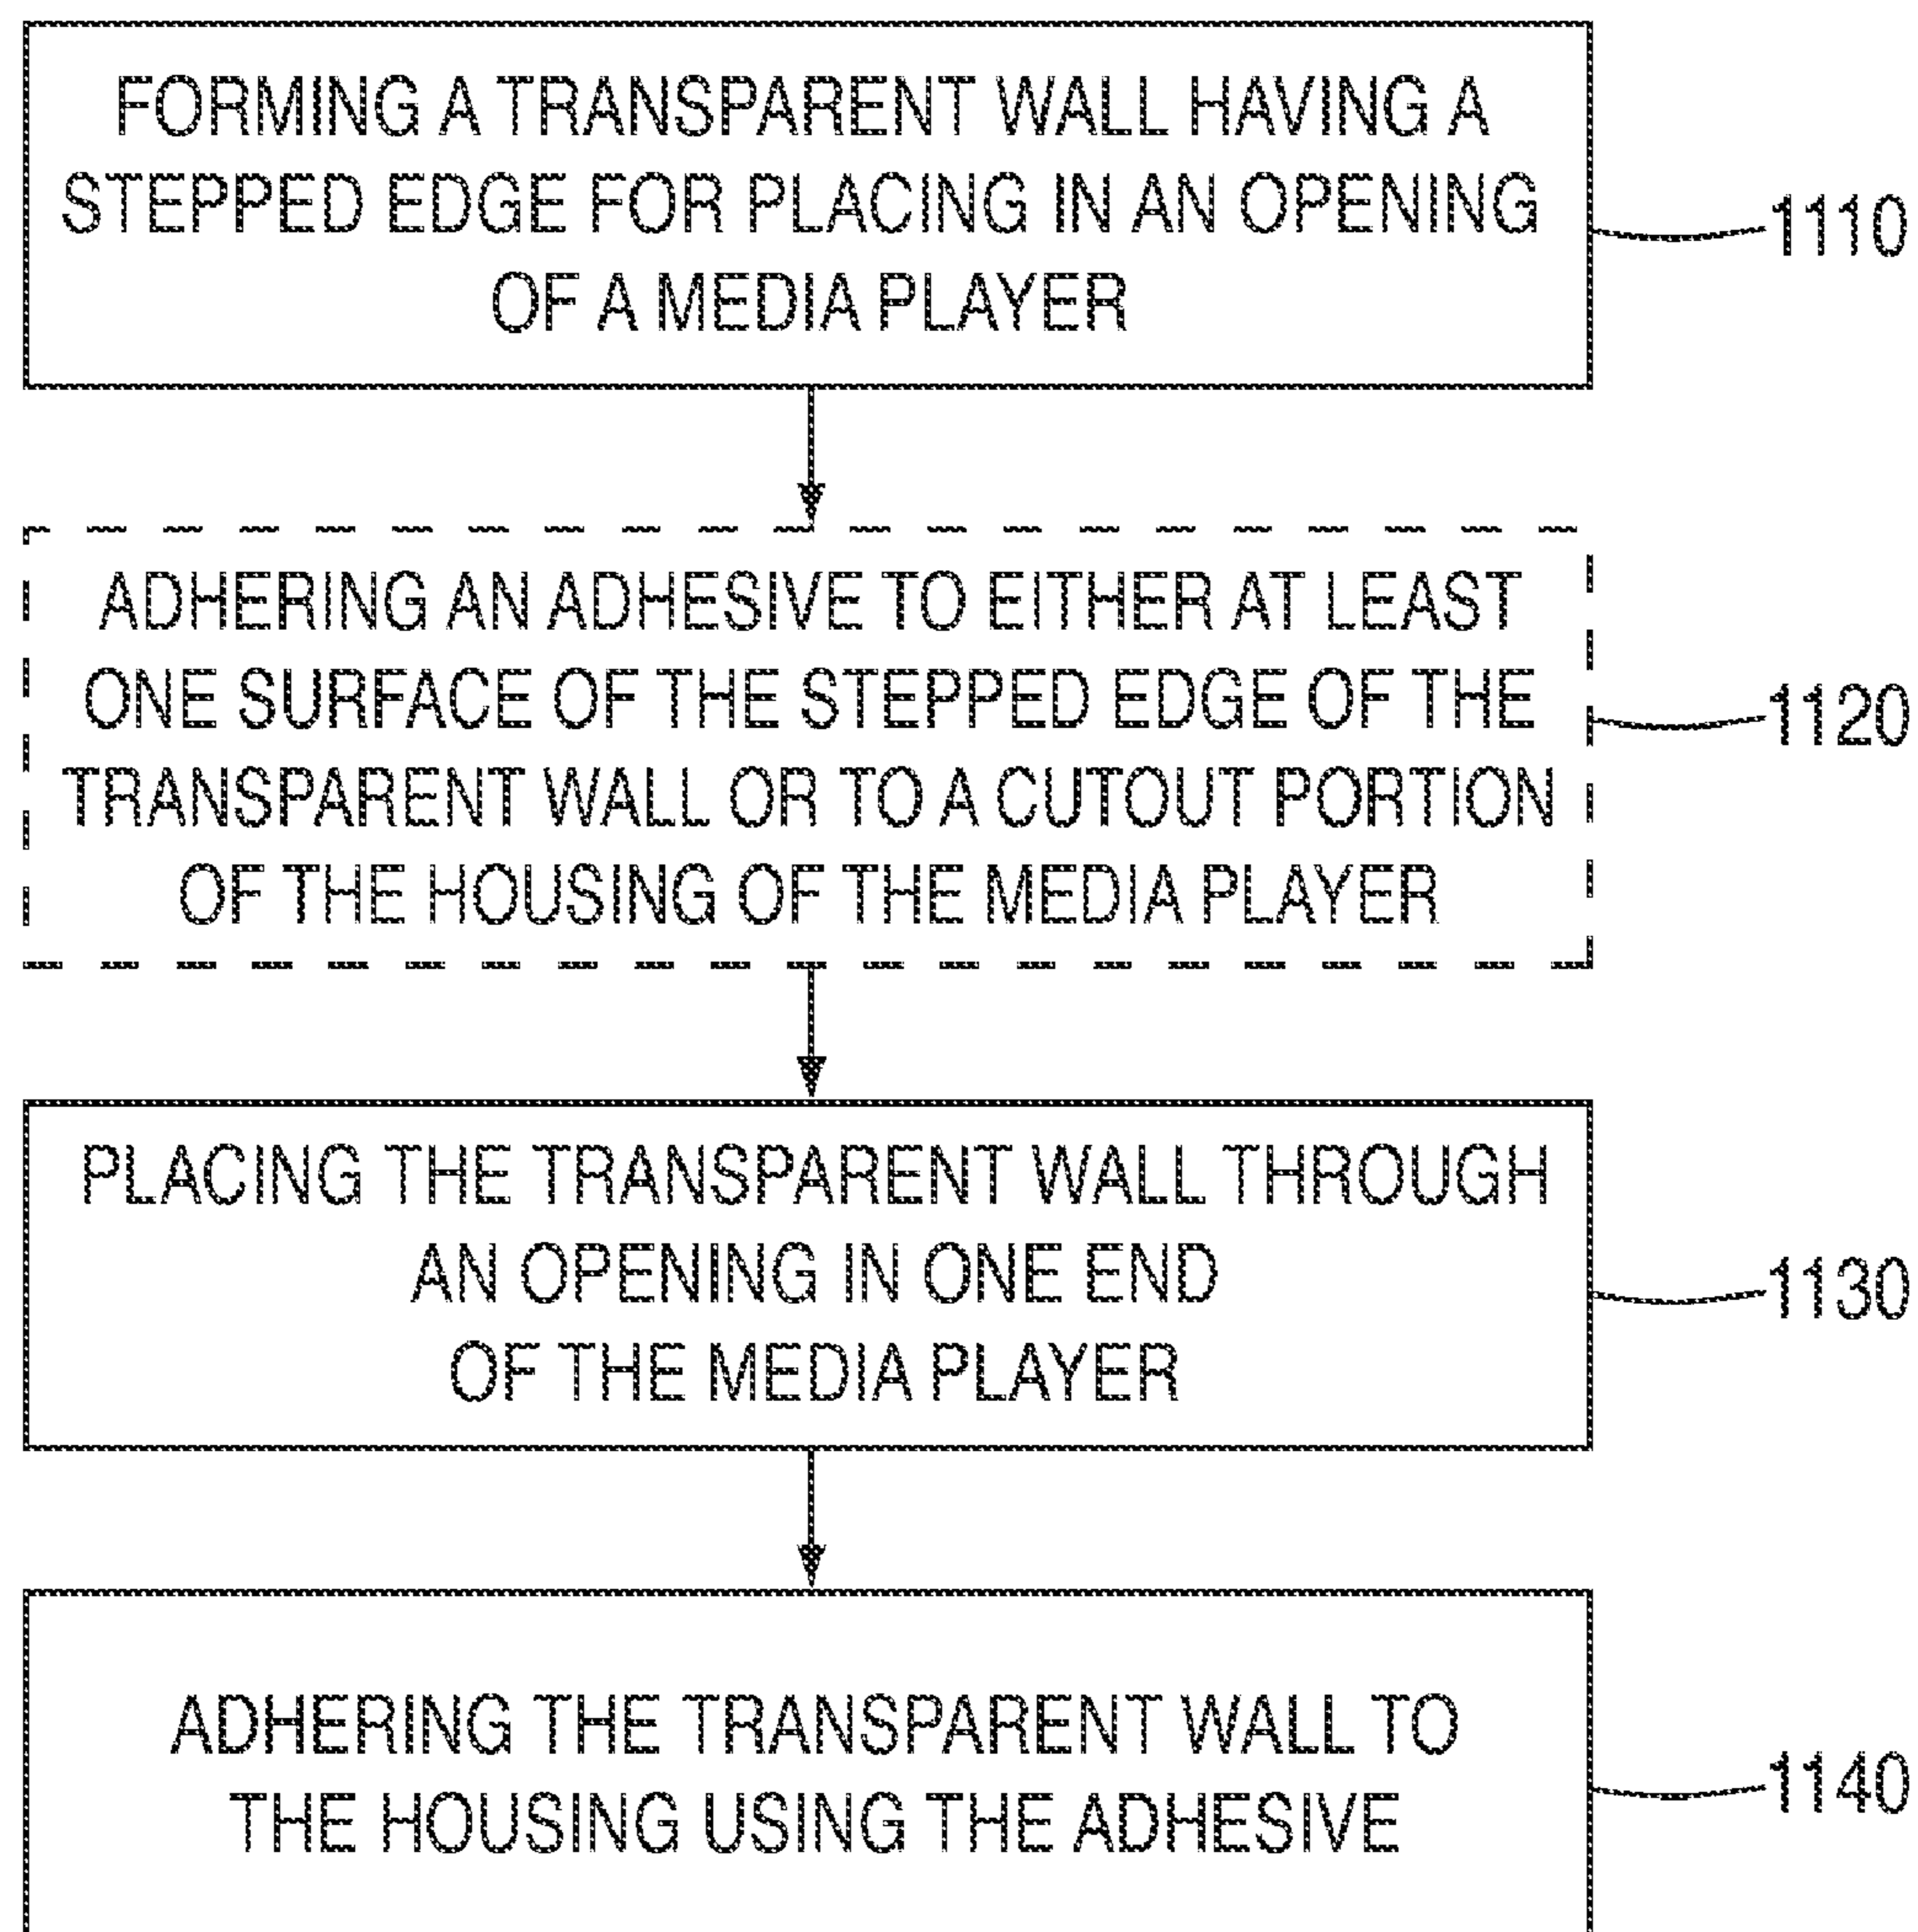 FORMING A TRANSPARENT WALL HAVING A
STEPPED EDGE FOR PLACING IN AN OPENING
OF A MEDIA PLAYER
1110
ADHERING AN ADHESIVE TO EITHER AT LEAST
ONE SURFACE OF THE STEPPED EDGE OF THE
TRANSPARENT WALL OR TO A CUTOUT PORTION
OF THE HOUSING OF THE MEDIA PLAYER
1120
PLACING THE TRANSPARENT WALL THROUGH
AN OPENING IN ONE END
OF THE MEDIA PLAYER
1130
ADHERING THE TRANSPARENT WALL TO
THE HOUSING USING THE ADHESIVE
1140